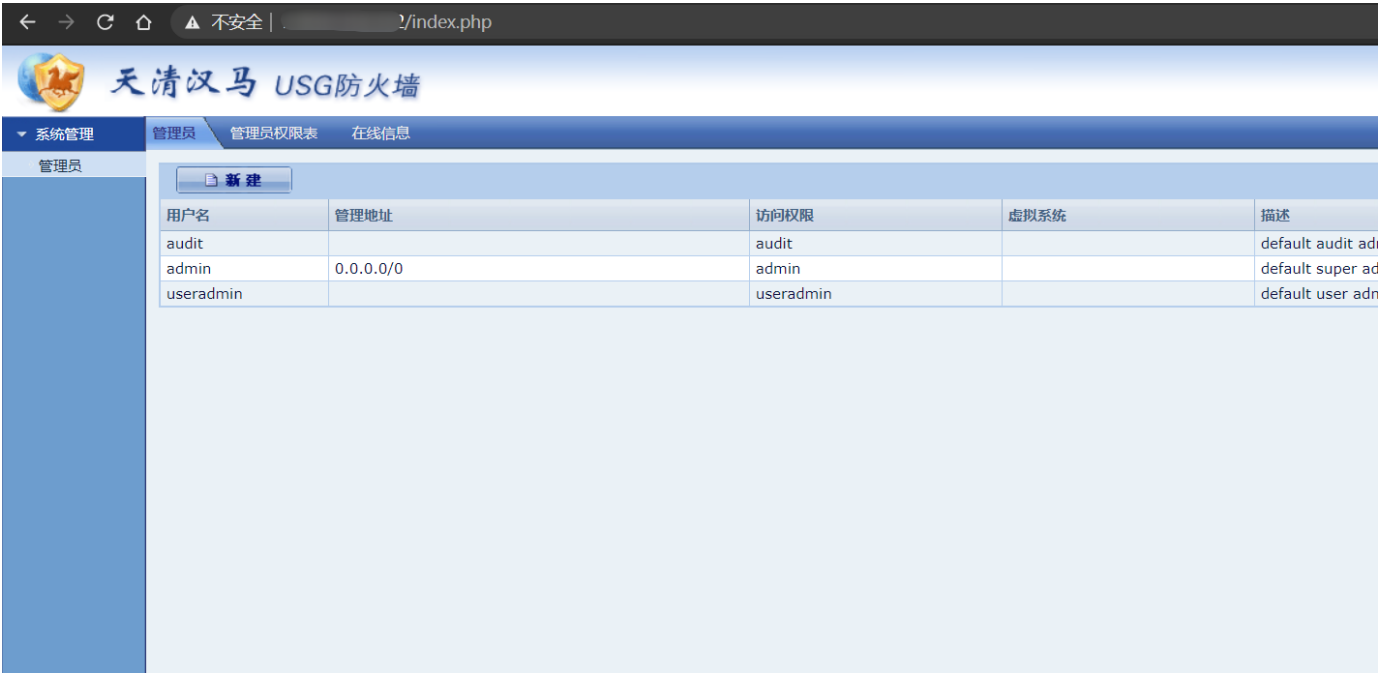 不安全 2/index.php
天清汉马 USG防火墙
系统管理 管理员 管理员权限表 在线信息
管理员
新建
用户名 管理地址 访问权限 虚拟系统 描述
audit audit default audit
admin 0.0.0.0/0 admin default super
useradmin useradmin default user